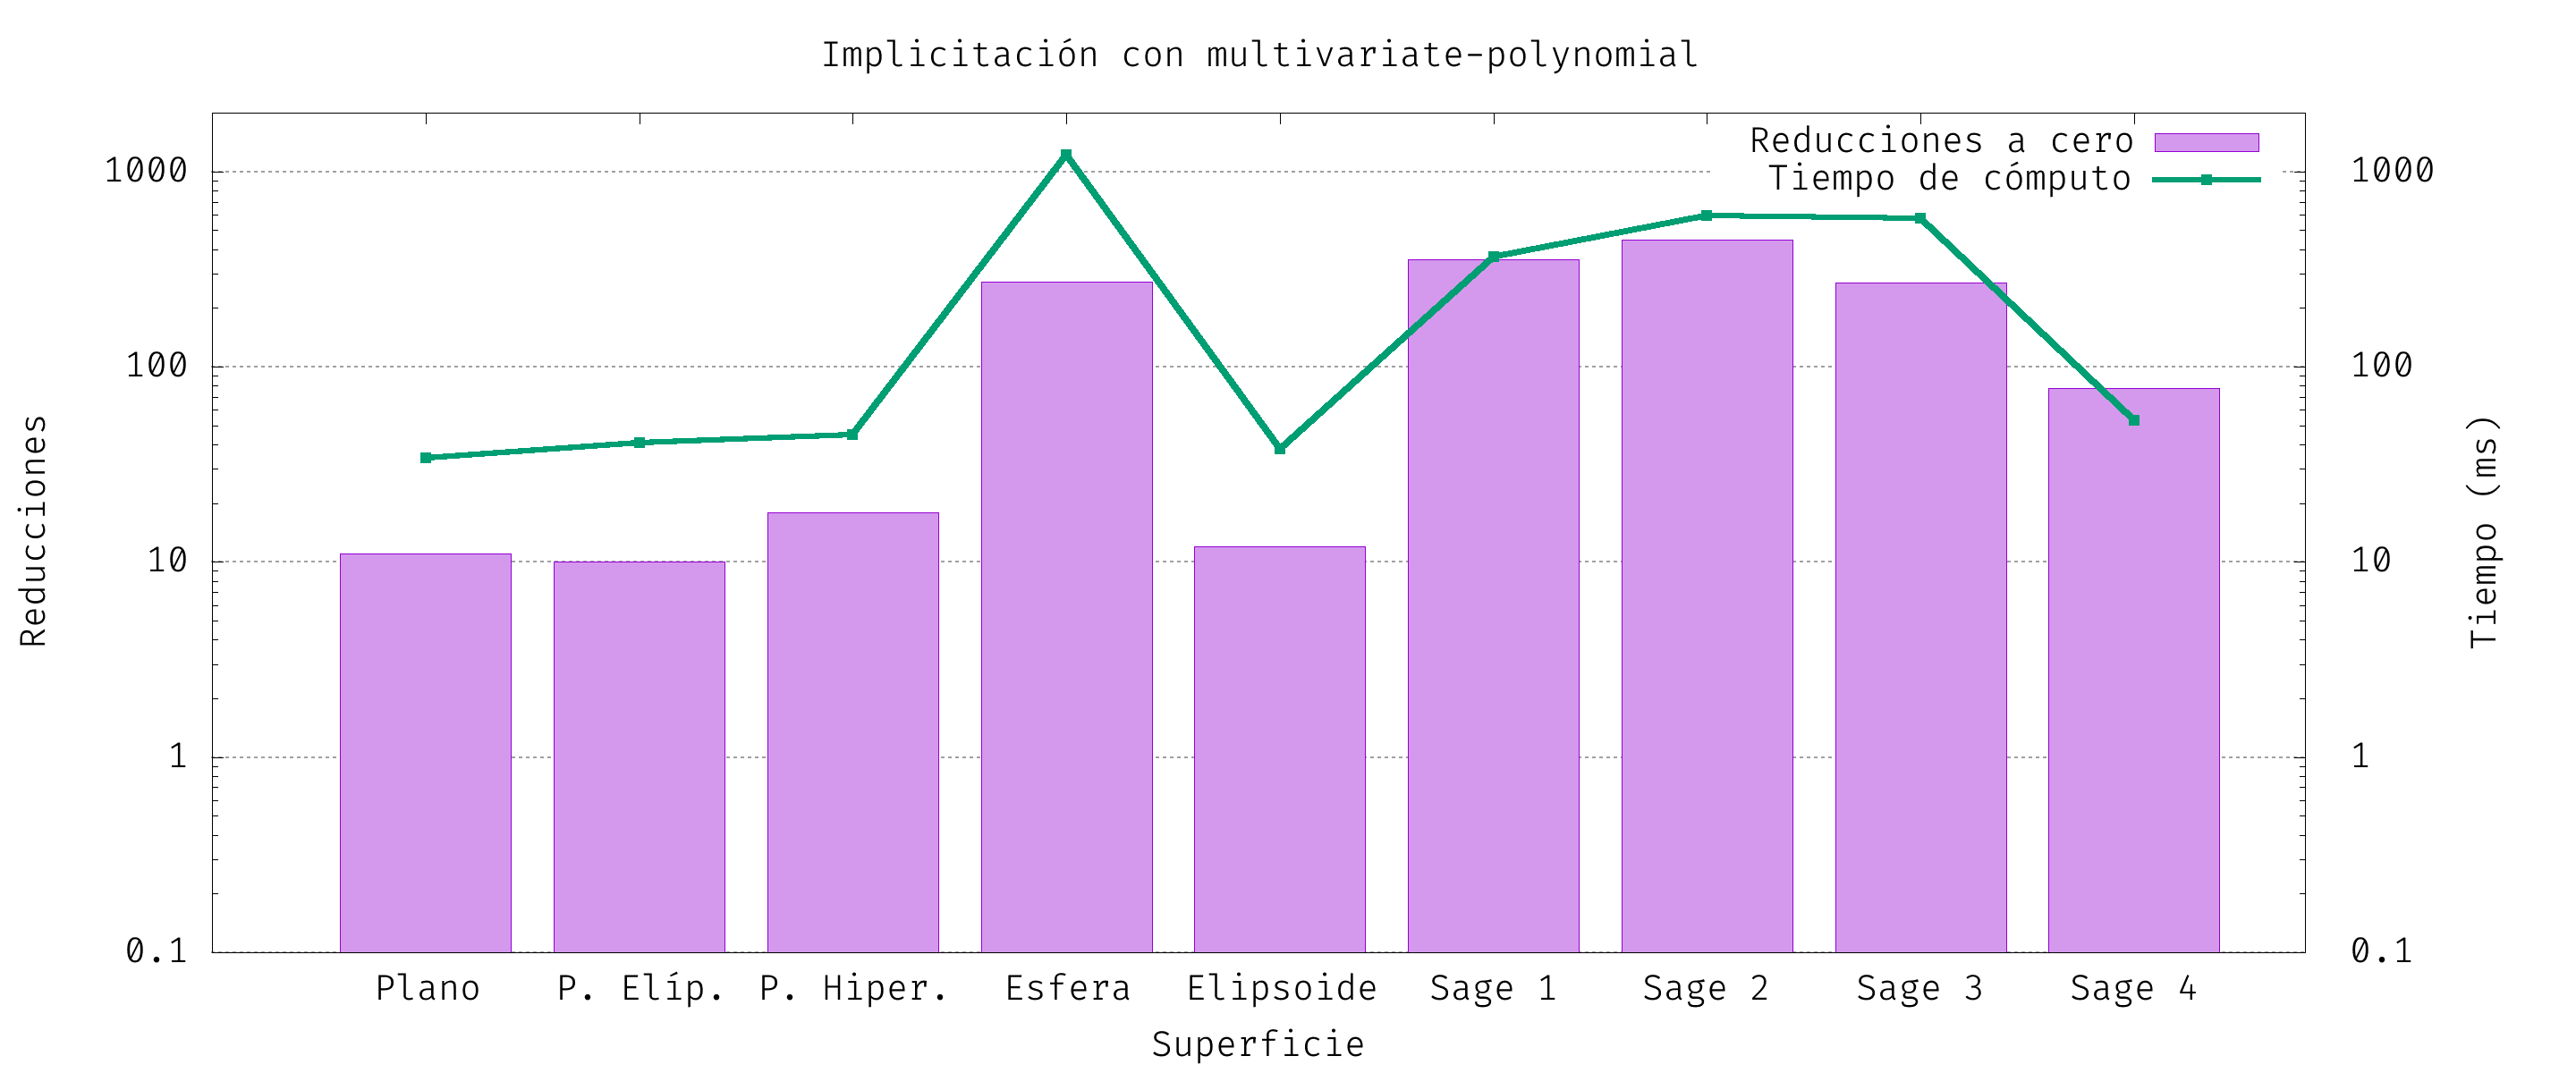 Implicitación con multivariate-polynomial
Reducciones a cero
Tiempo de cómputo
1000
100
10
1
0.1
Reducciones
1000
100
10
1
0.1
Tiempo (ms)
Plano P. Elíp. P. Hiper. Esfera Elipsoide Sage 1 Sage 2 Sage 3 Sage 4
Superficie